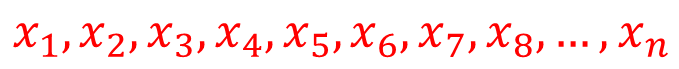 x₁, x₂, x₃, x₄, x₅, x₆, x₇, x₈, … , xₙ